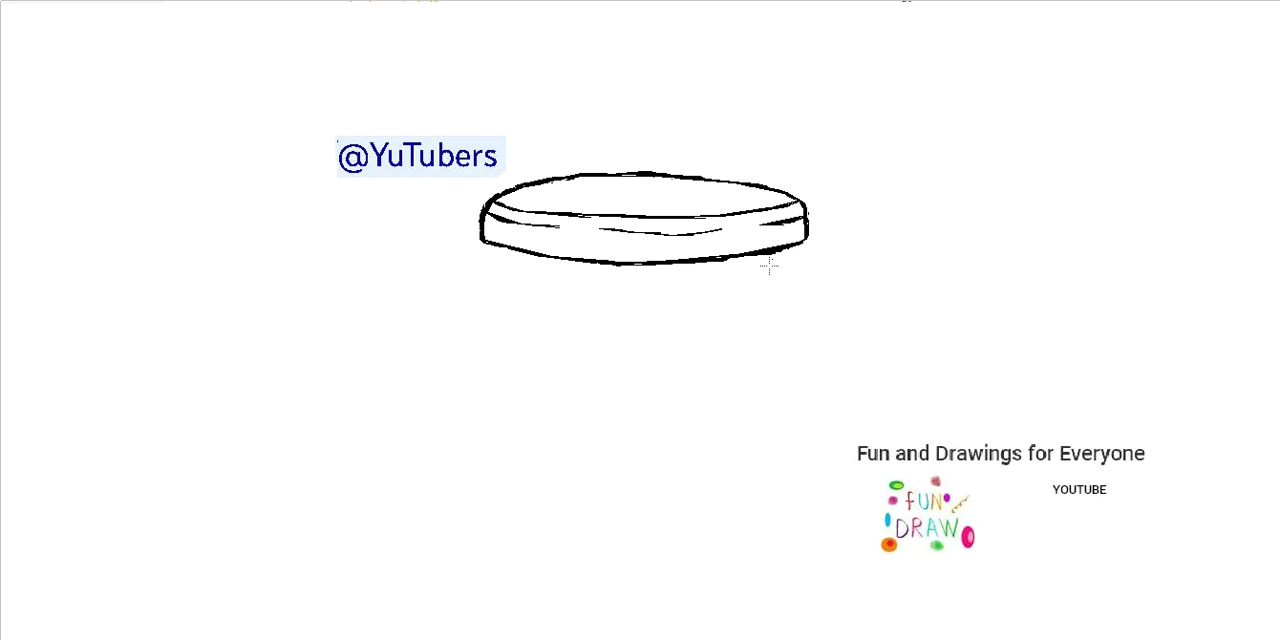 @YuTubers
Fun and Drawings for Everyone
YOUTUBE
FUN
DRAW